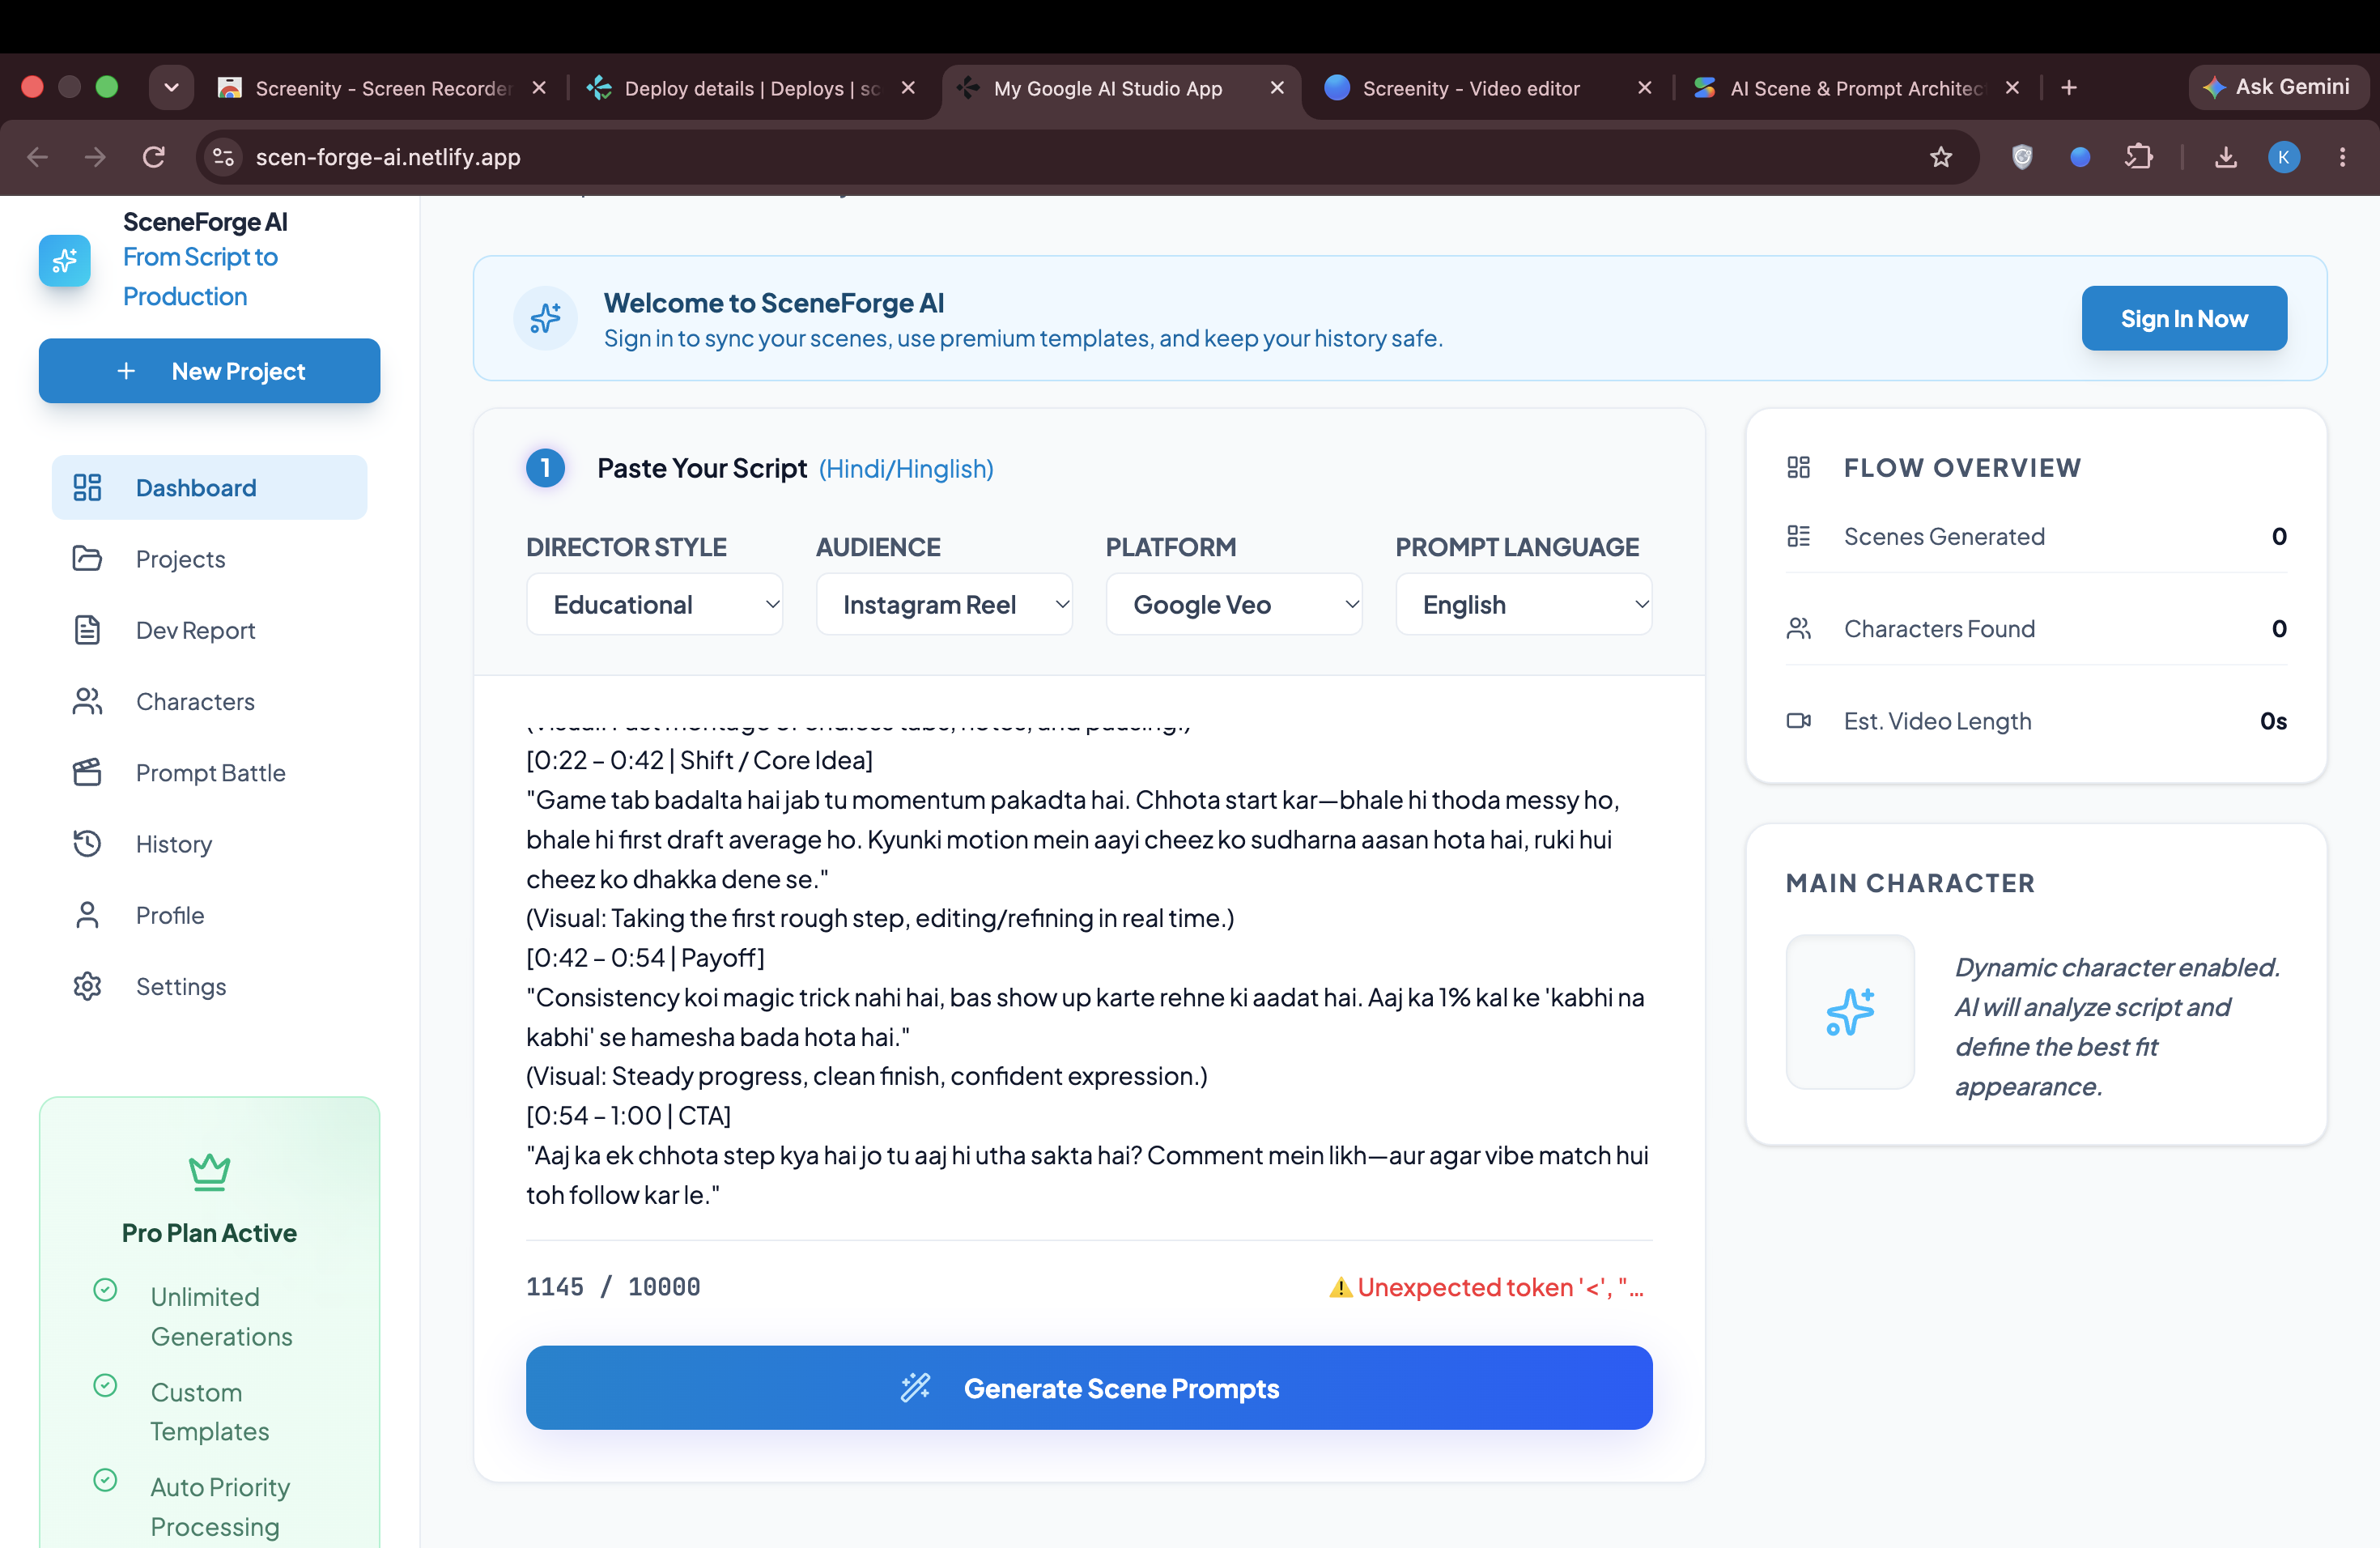 Screenity - Screen Recorder
Deploy details | Deploys | sc
My Google AI Studio App
Screenity - Video editor
AI Scene & Prompt Architec
Ask Gemini
scen-forge-ai.netlify.app
K
SceneForge AI
From Script to
Production
New Project
Dashboard
Projects
Dev Report
Characters
Prompt Battle
History
Profile
Settings
Pro Plan Active
Unlimited
Generations
Custom
Templates
Auto Priority
Processing
Welcome to SceneForge AI
Sign in to sync your scenes, use premium templates, and keep your history safe.
Sign In Now
1 Paste Your Script (Hindi/Hinglish)
DIRECTOR STYLE AUDIENCE PLATFORM PROMPT LANGUAGE
Educational Instagram Reel Google Veo English
(Visual: Fast montage of endless tabs, notes, and pausing.)
[0:22 – 0:42 | Shift / Core Idea]
"Game tab badalta hai jab tu momentum pakadta hai. Chhota start kar—bhale hi thoda messy ho,
bhale hi first draft average ho. Kyunki motion mein aayi cheez ko sudharna aasan hota hai, ruki hui
cheez ko dhakka dene se."
(Visual: Taking the first rough step, editing/refining in real time.)
[0:42 – 0:54 | Payoff]
"Consistency koi magic trick nahi hai, bas show up karte rehne ki aadat hai. Aaj ka 1% kal ke 'kabhi na
kabhi' se hamesha bada hota hai."
(Visual: Steady progress, clean finish, confident expression.)
[0:54 – 1:00 | CTA]
"Aaj ka ek chhota step kya hai jo tu aaj hi utha sakta hai? Comment mein likh—aur agar vibe match hui
toh follow kar le."
1145 / 10000
⚠️ Unexpected token '<', "...
Generate Scene Prompts
FLOW OVERVIEW
Scenes Generated 0
Characters Found 0
Est. Video Length 0s
MAIN CHARACTER
Dynamic character enabled.
AI will analyze script and
define the best fit
appearance.